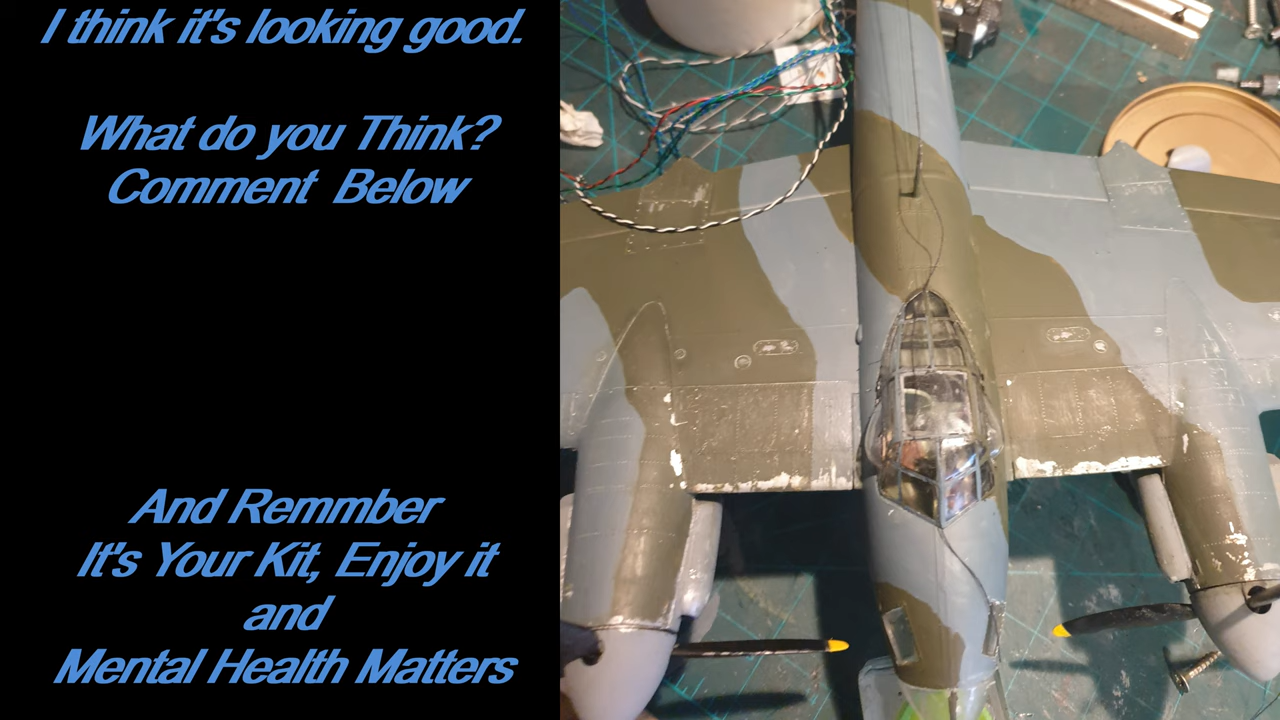 I think it's looking good.
What do you Think?
Comment Below
And Remmber
It's Your Kit, Enjoy it
and
Mental Health Matters